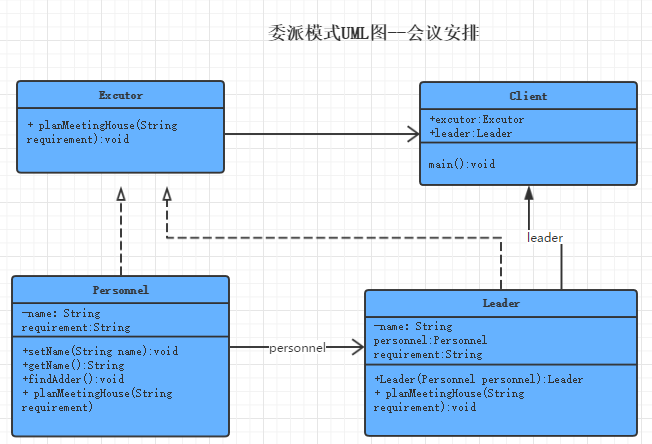 委派模式UML图--会议安排
Excutor
+ planMeetingHouse(String
requirement):void
Client
+excutor:Excutor
+leader:Leader
main():void
leader
Personnel
-name: String
requirement:String
+setName(String name):void
+getName():String
+findAdder():void
+ planMeetingHouse(String
requirement)
personnel
Leader
-name: String
personnel:Personnel
requirement:String
+Leader(Personnel personnel):Leader
+ planMeetingHouse(String
requirement):void